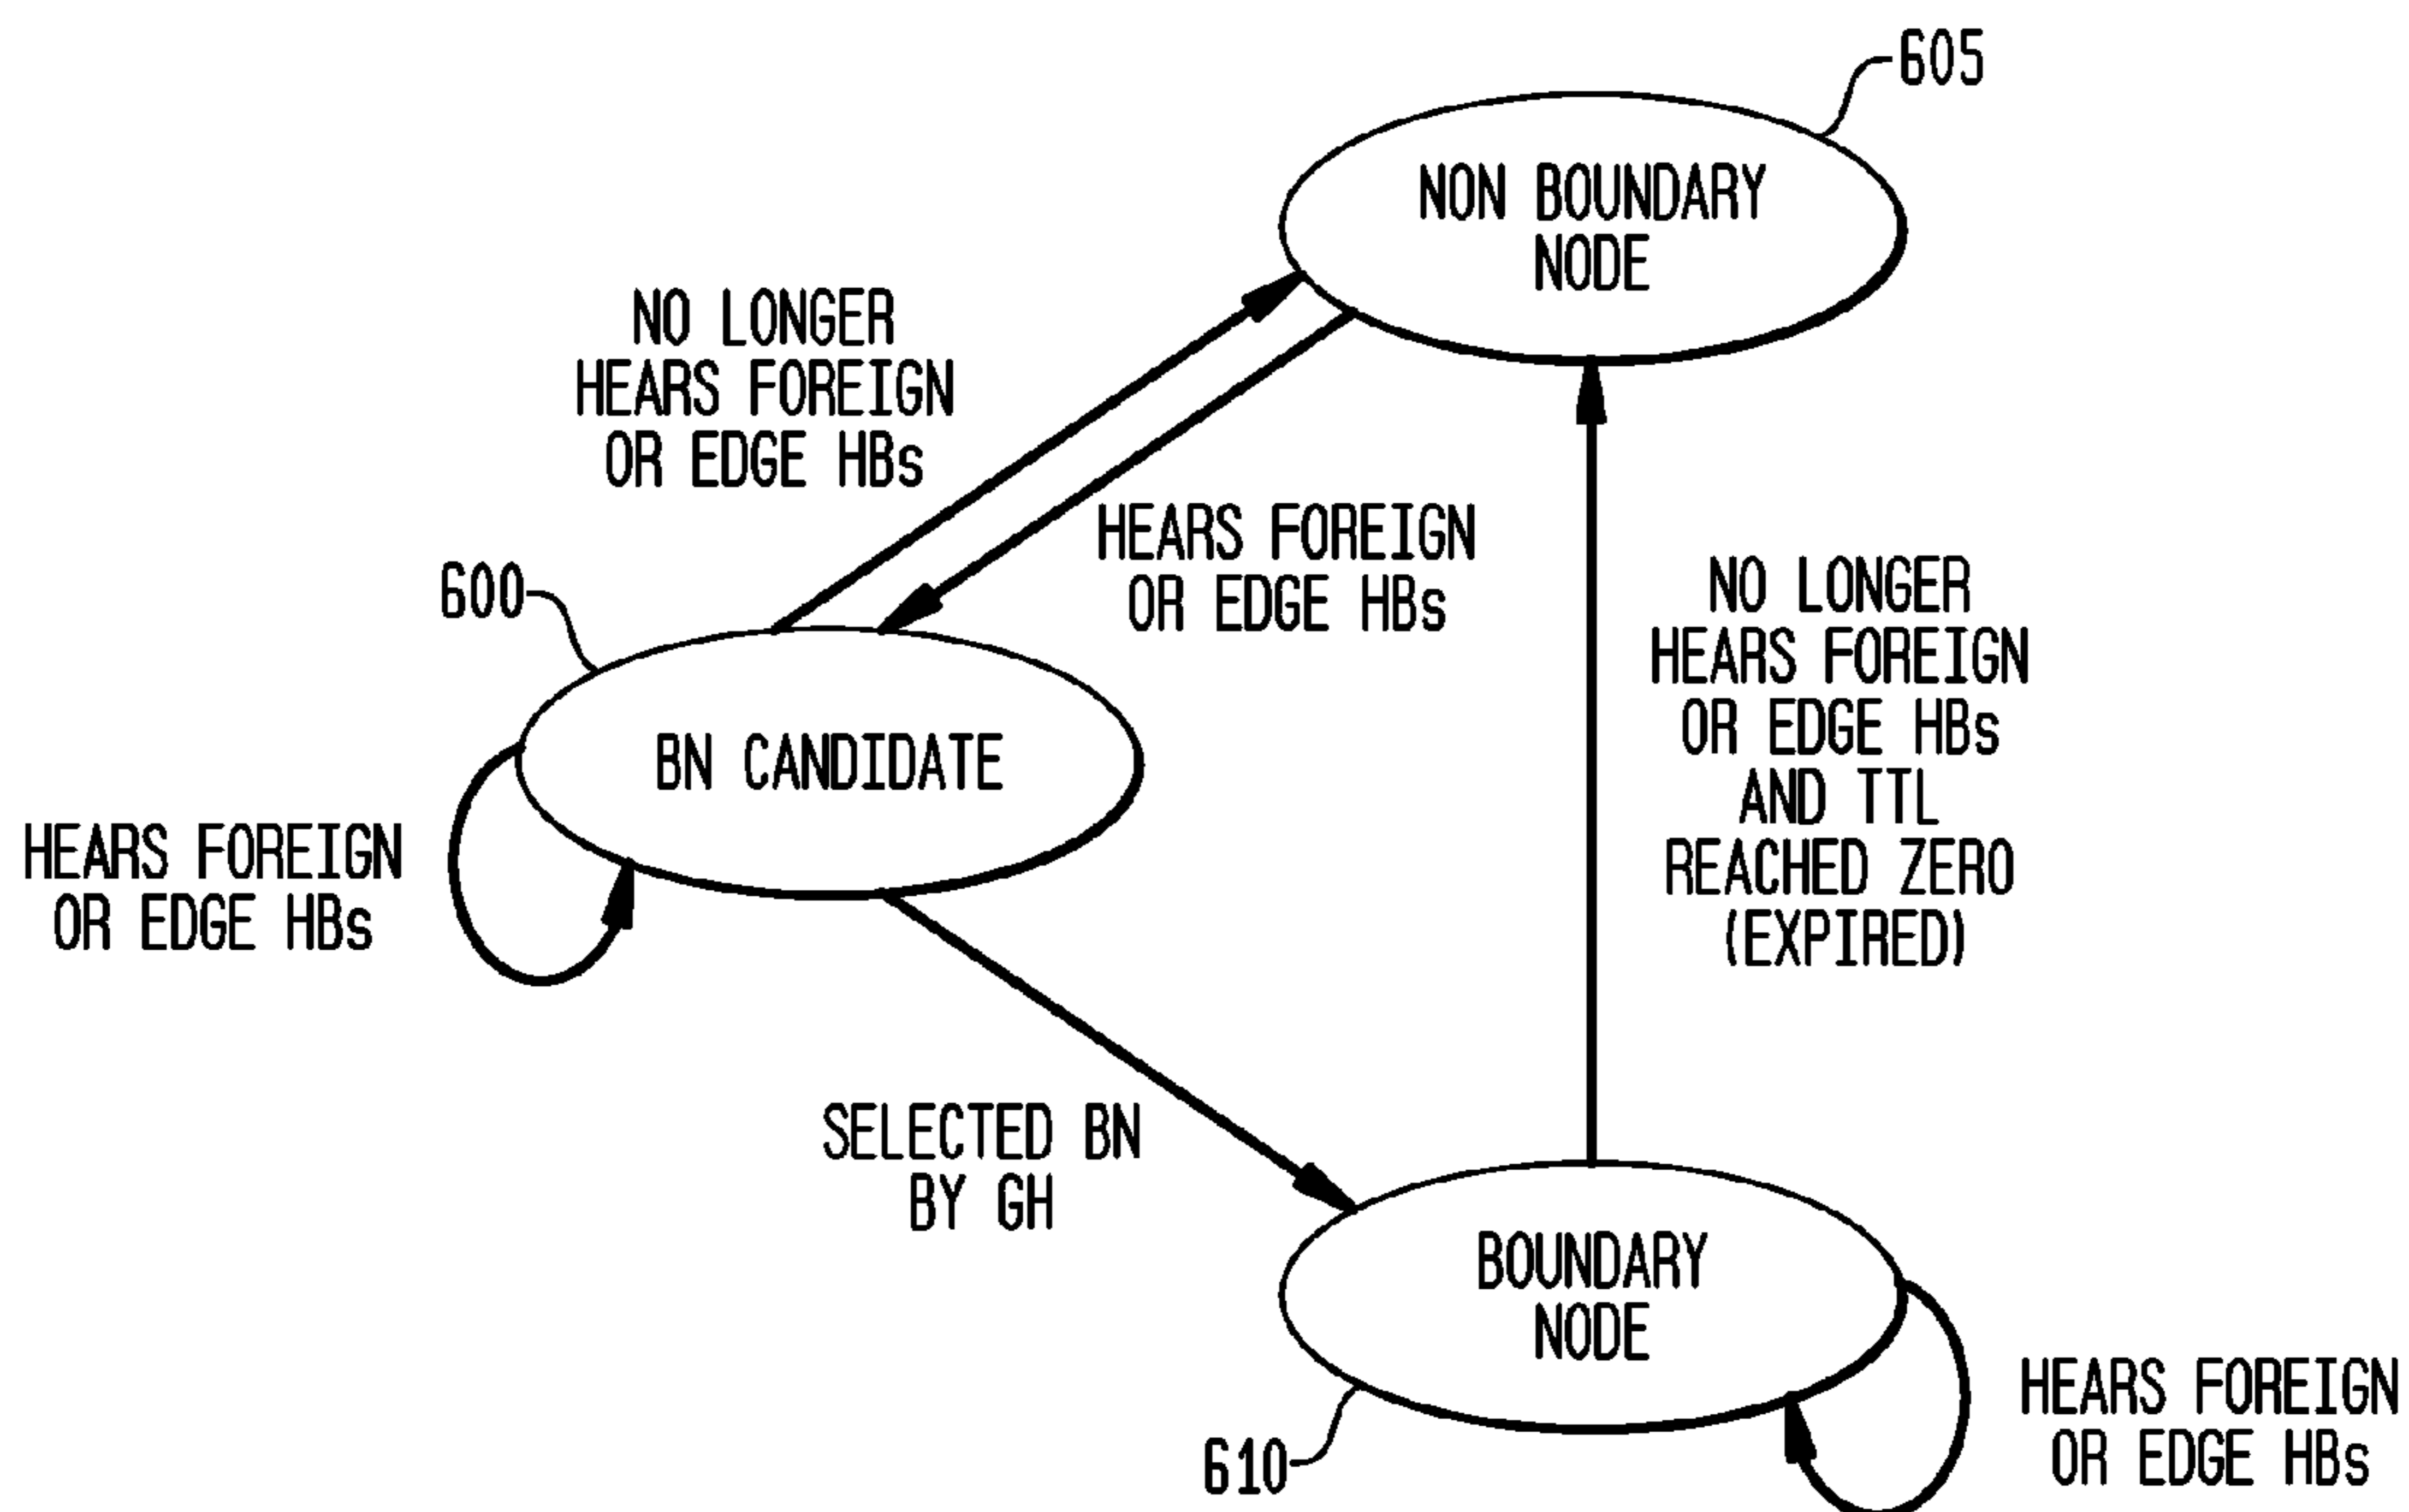 605
NON BOUNDARY
NODE
NO LONGER
HEARS FOREIGN
OR EDGE HBs
HEARS FOREIGN
OR EDGE HBs
600
BN CANDIDATE
HEARS FOREIGN
OR EDGE HBs
NO LONGER
HEARS FOREIGN
OR EDGE HBs
AND TTL
REACHED ZERO
(EXPIRED)
SELECTED BN
BY GH
BOUNDARY
NODE
610
HEARS FOREIGN
OR EDGE HBs